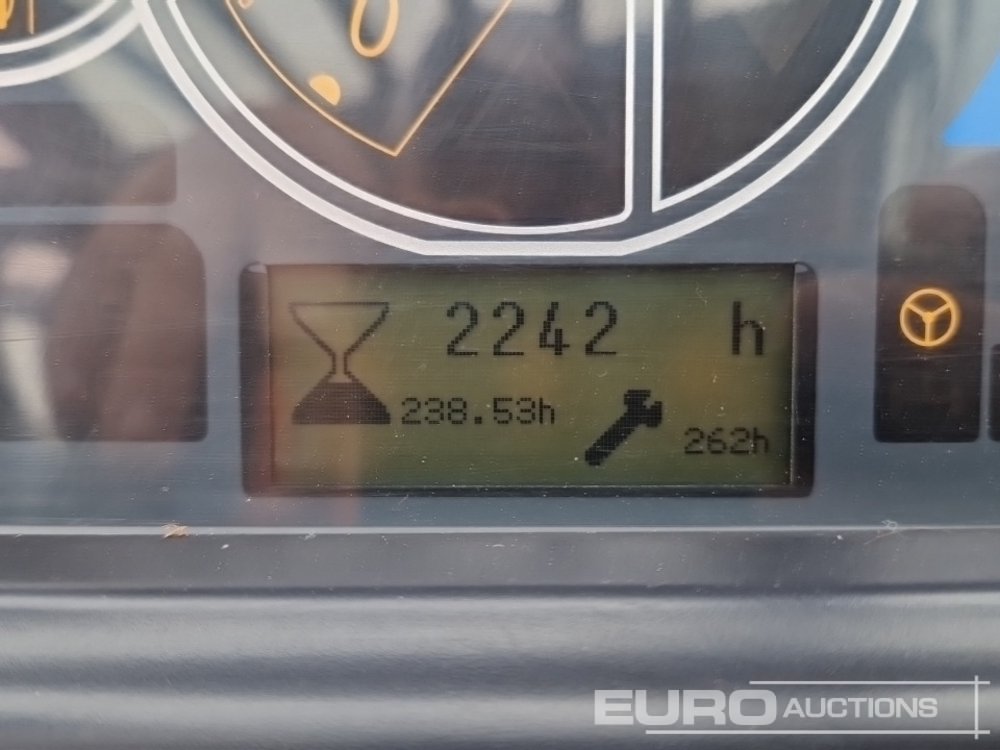 2242 h
238.53h
262h
EURO AUCTIONS